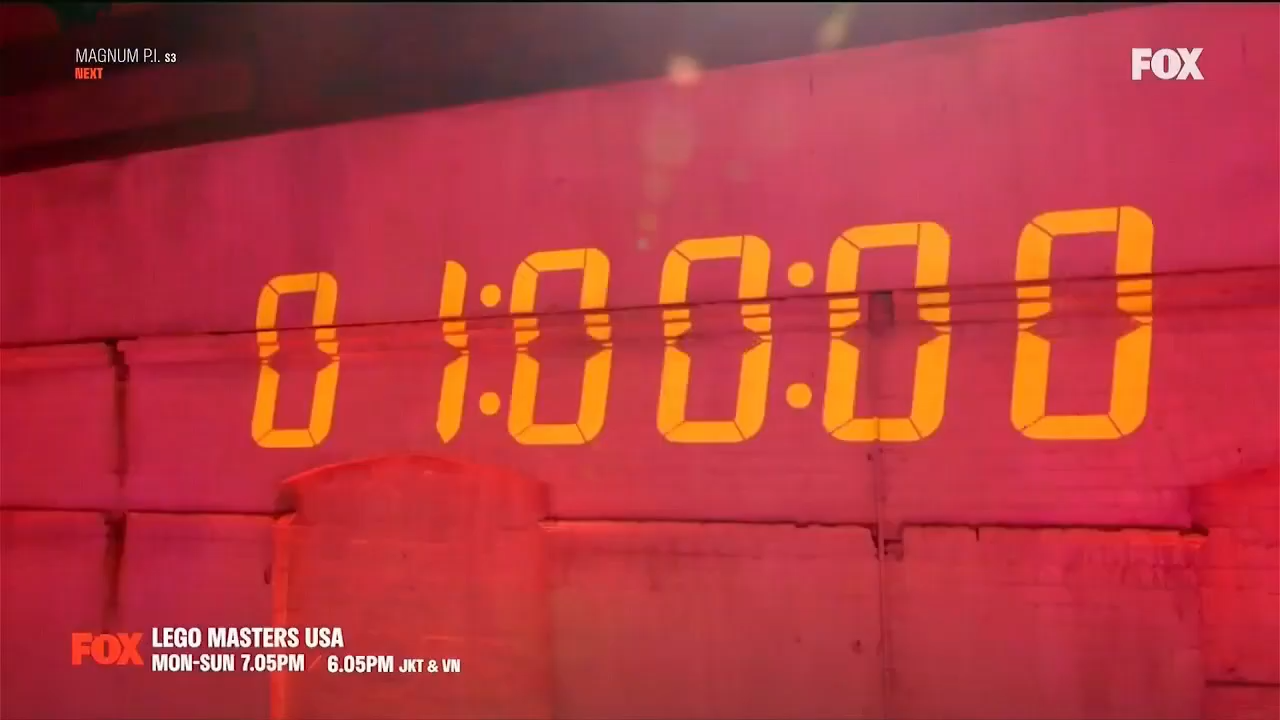 MAGNUM P.I. S3
NEXT
FOX
01:00:00
FOX
LEGO MASTERS USA
MON-SUN 7.05PM / 6.05PM JKT & VN